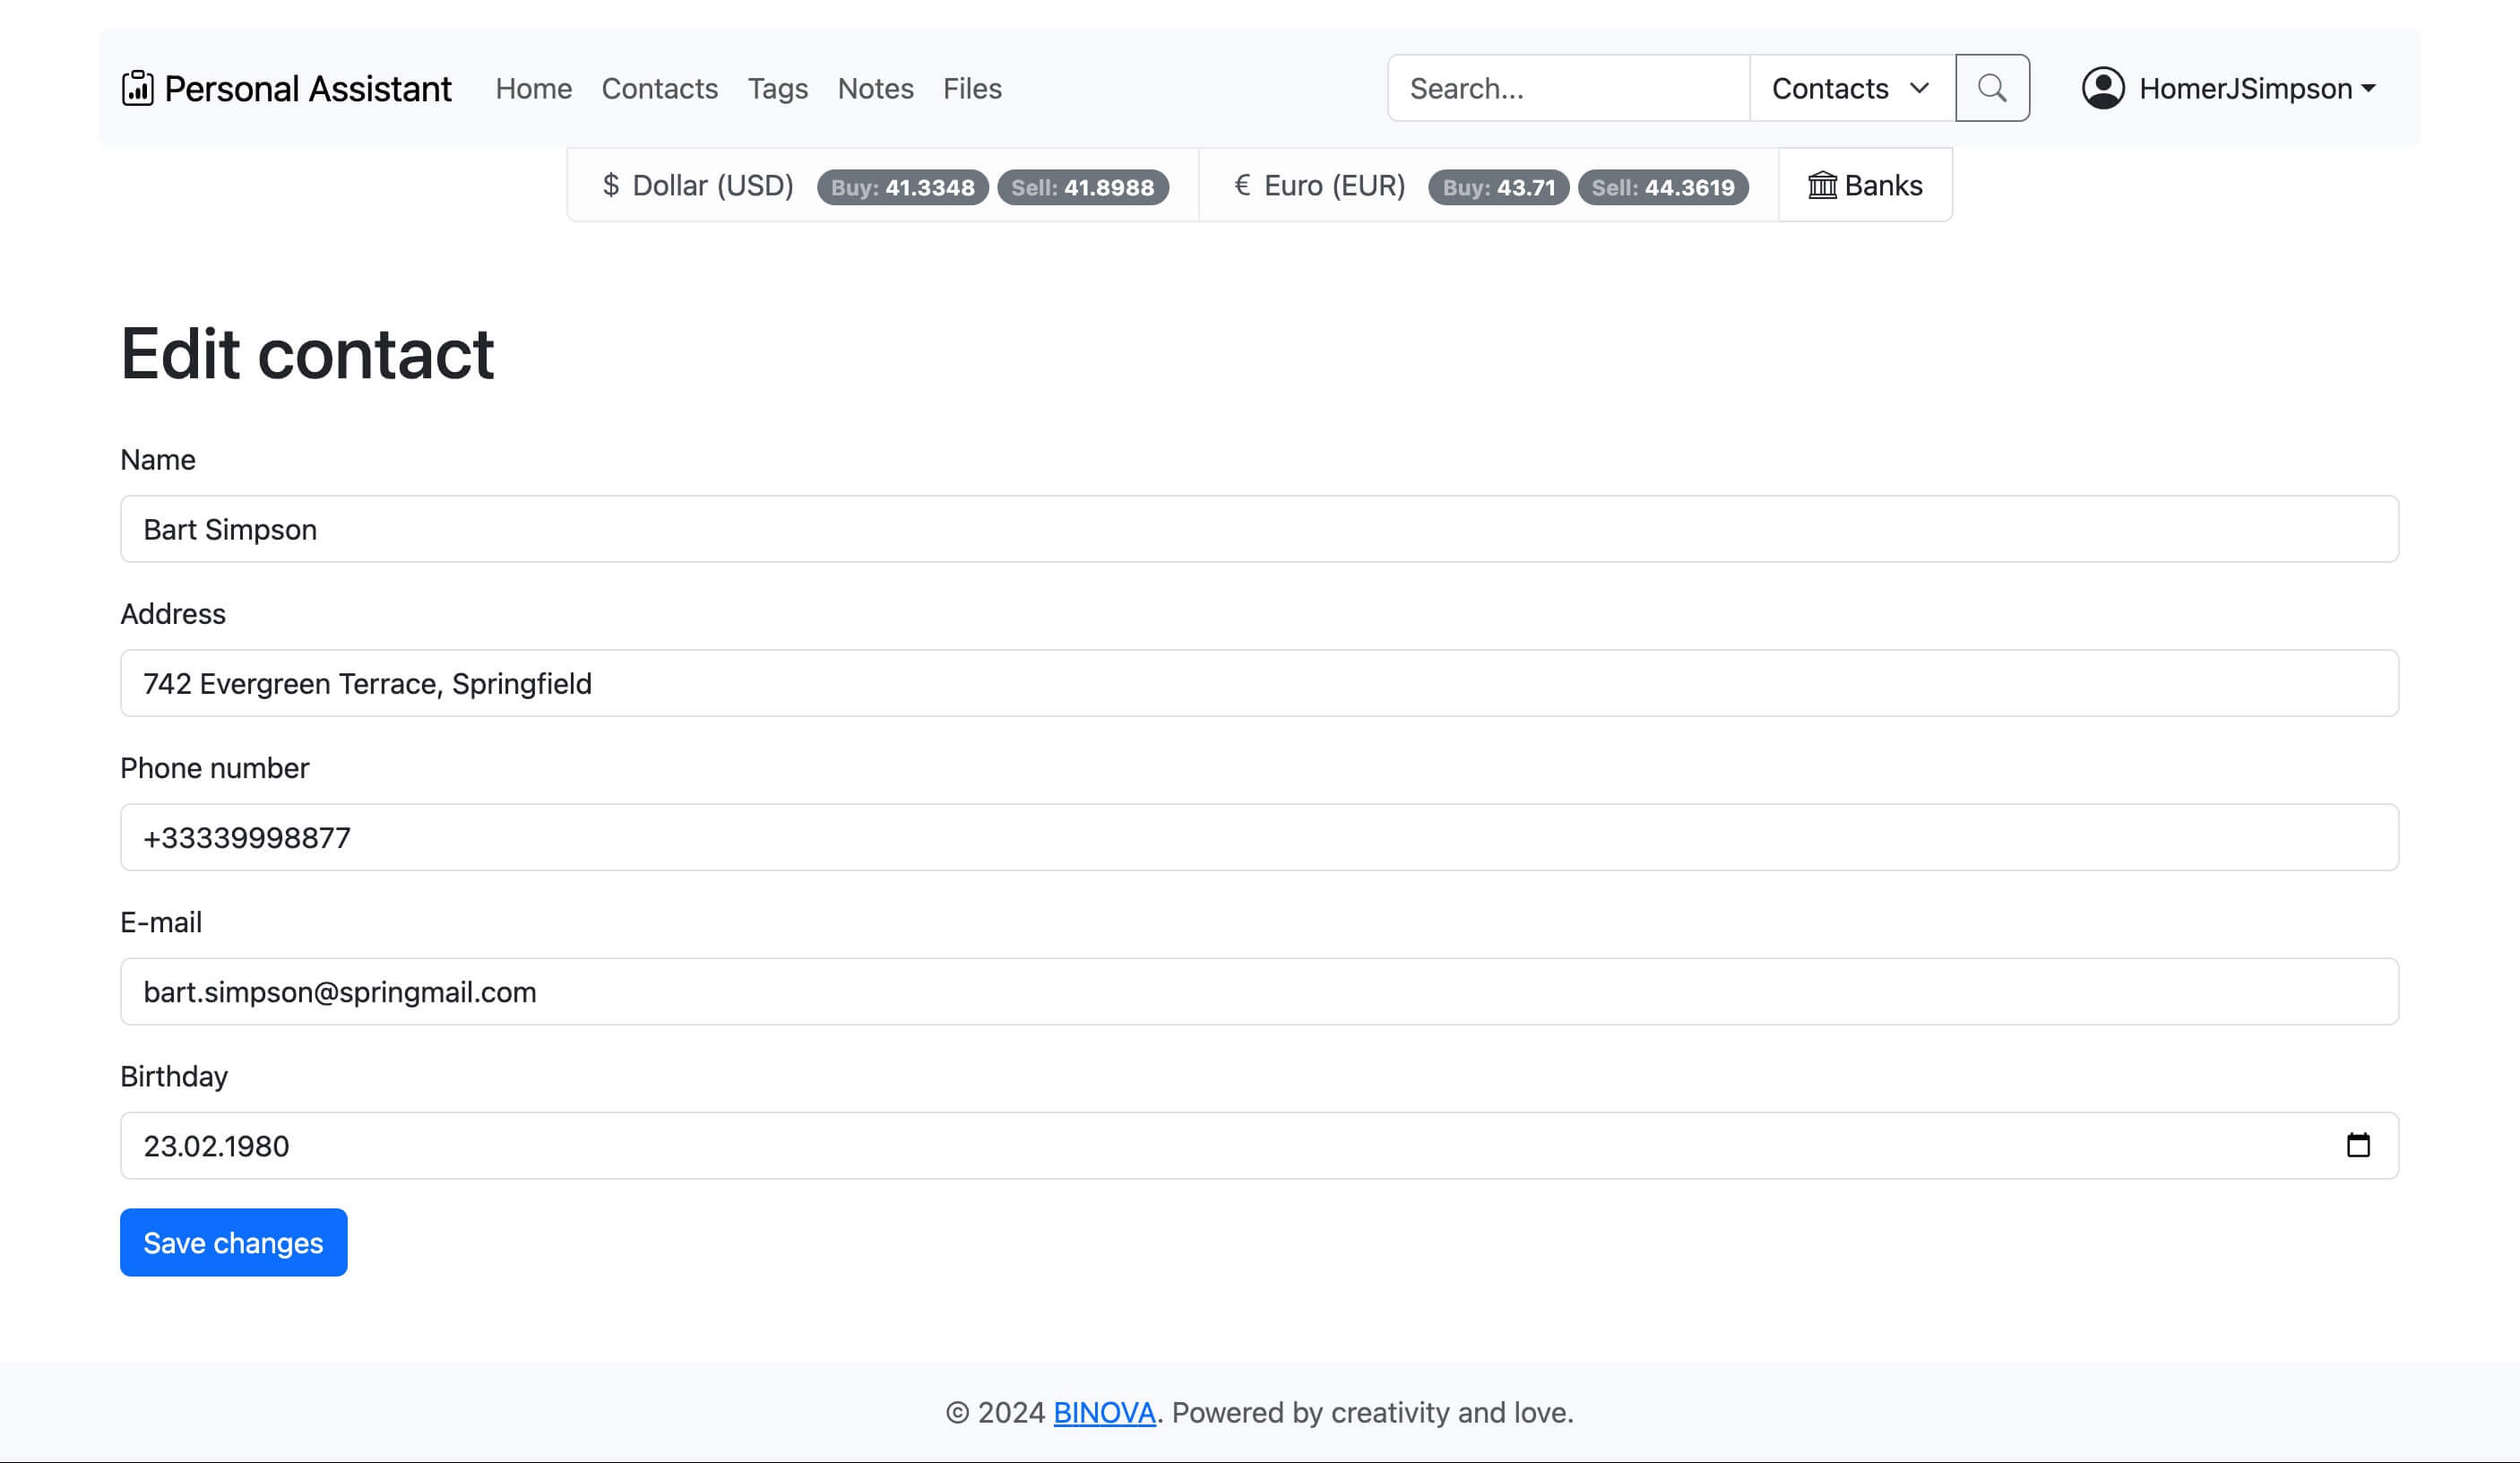 Personal Assistant Home Contacts Tags Notes Files Search... Contacts HomerJSimpson
$ Dollar (USD) Buy: 41.3348 Sell: 41.8988 € Euro (EUR) Buy: 43.71 Sell: 44.3619 Banks
Edit contact
Name
Bart Simpson
Address
742 Evergreen Terrace, Springfield
Phone number
+33339998877
E-mail
bart.simpson@springmail.com
Birthday
23.02.1980
Save changes
© 2024 BINOVA. Powered by creativity and love.